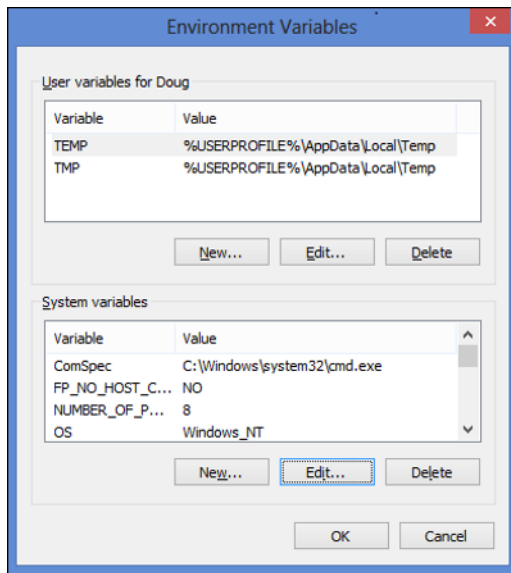 Environment Variables
User variables for Doug
Variable Value
TEMP %USERPROFILE%\AppData\Local\Temp
TMP %USERPROFILE%\AppData\Local\Temp
New... Edit... Delete
System variables
Variable Value
ComSpec C:\Windows\system32\cmd.exe
FP_NO_HOST_C... NO
NUMBER_OF_P... 8
OS Windows_NT
New... Edit... Delete
OK Cancel